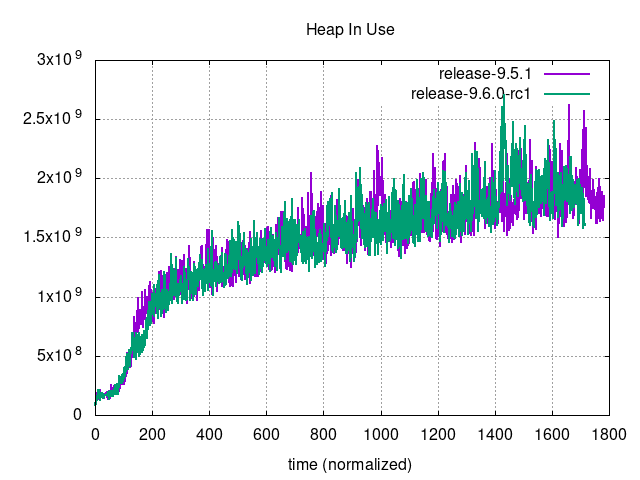 Heap In Use
3x10^9
2.5x10^9
2x10^9
1.5x10^9
1x10^9
5x10^8
0
release-9.5.1
release-9.6.0-rc1
0 200 400 600 800 1000 1200 1400 1600 1800
time (normalized)